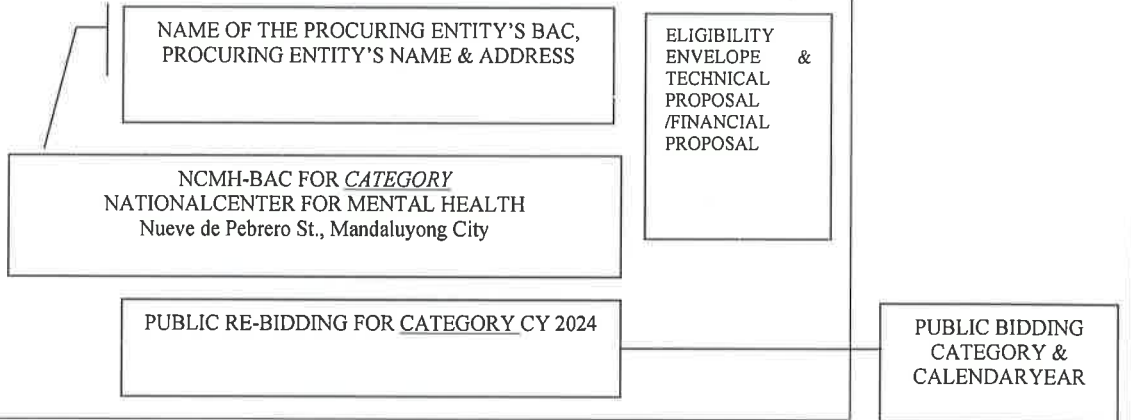 NAME OF THE PROCURING ENTITY'S BAC,
PROCURING ENTITY'S NAME & ADDRESS
ELIGIBILITY
ENVELOPE &
TECHNICAL
PROPOSAL
/FINANCIAL
PROPOSAL
NCMH-BAC FOR CATEGORY
NATIONALCENTER FOR MENTAL HEALTH
Nueve de Pebrero St., Mandaluyong City
PUBLIC RE-BIDDING FOR CATEGORY CY 2024
PUBLIC BIDDING
CATEGORY &
CALENDARYEAR